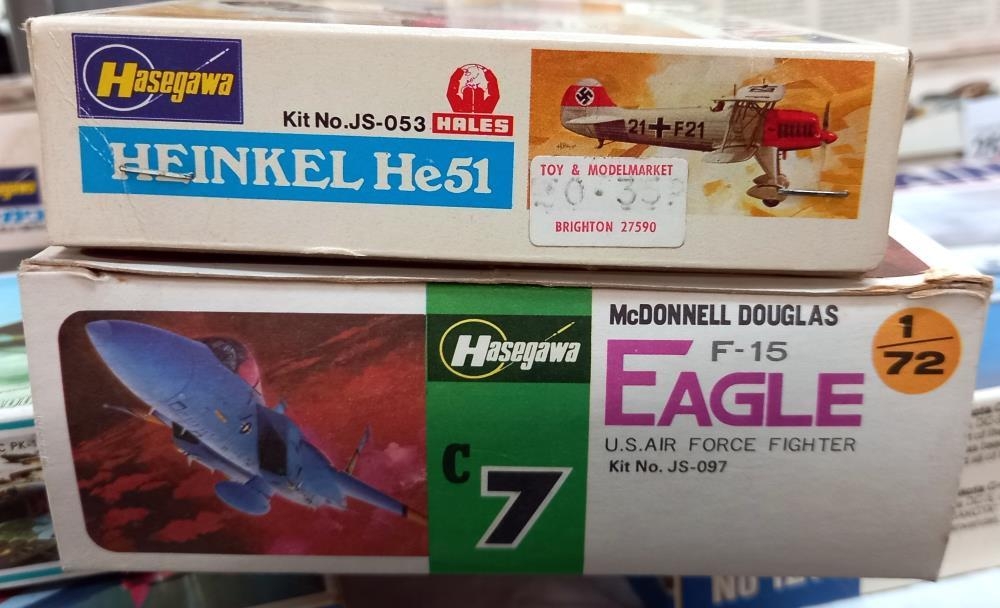 Hasegawa
Kit No.JS-053
HALES
HEINKEL He51
21 F21
TOY & MODELMARKET
BRIGHTON 27590
McDONNELL DOUGLAS
F-15
EAGLE
U.S.AIR FORCE FIGHTER
Kit No. JS-097
1/72
Hasegawa
C
7